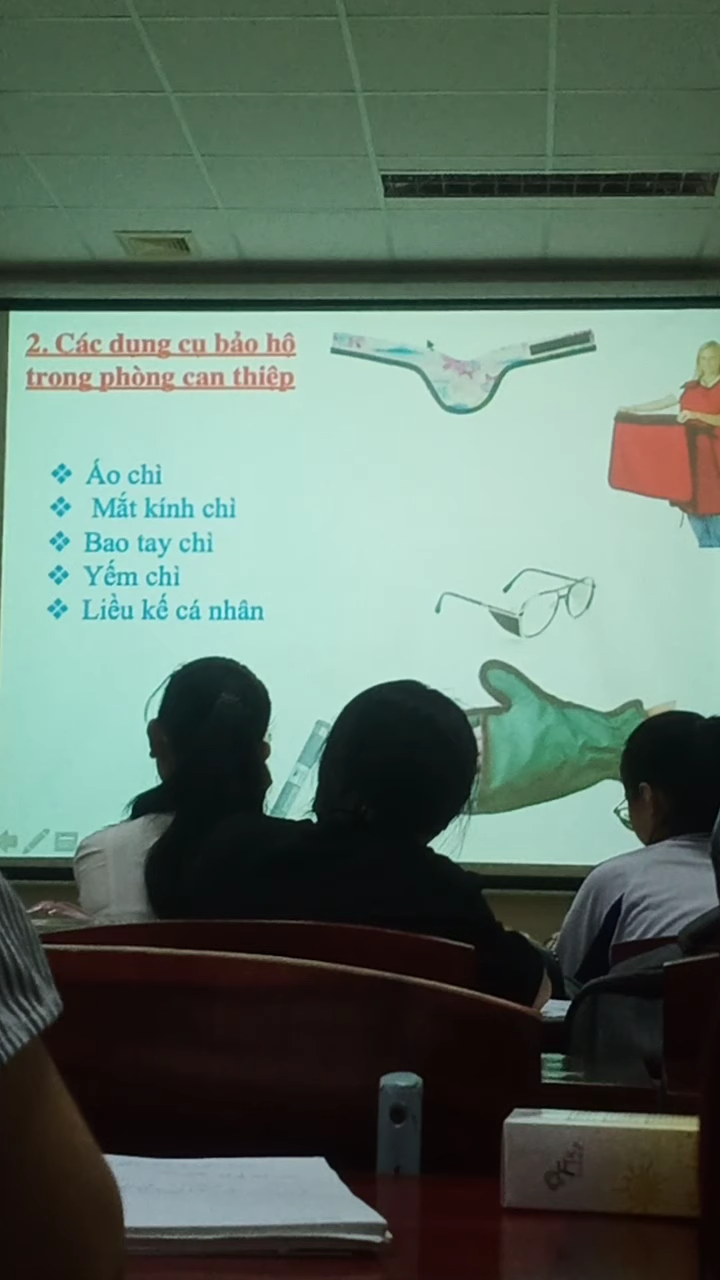 2. Các dụng cụ bảo hộ
trong phòng can thiệp
❖ Áo chì
❖ Mắt kính chì
❖ Bao tay chì
❖ Yếm chì
❖ Liều kế cá nhân